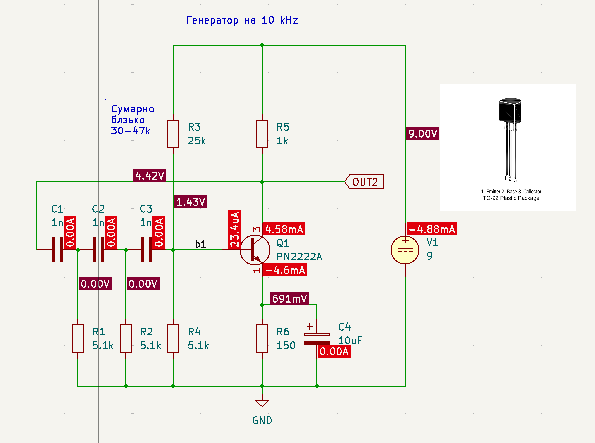 Генератор на 10 kHz
Сумарно
блзько
30-47k
R3
25k
R5
1k
9.00V
4.42V
OUT2
1.43V
C1
1n
0.00A
C2
1n
0.00A
C3
1n
0.00A
b1
23.4uA
3
4.58mA
Q1
PN2222A
1
-4.6mA
-4.88mA
V1
9
0.00V
0.00V
691mV
R1
5.1k
R2
5.1k
R4
5.1k
R6
150
C4
10uF
0.00A
GND
1. Emitter 2. Base 3. Collector
TO-92 Plastic Package